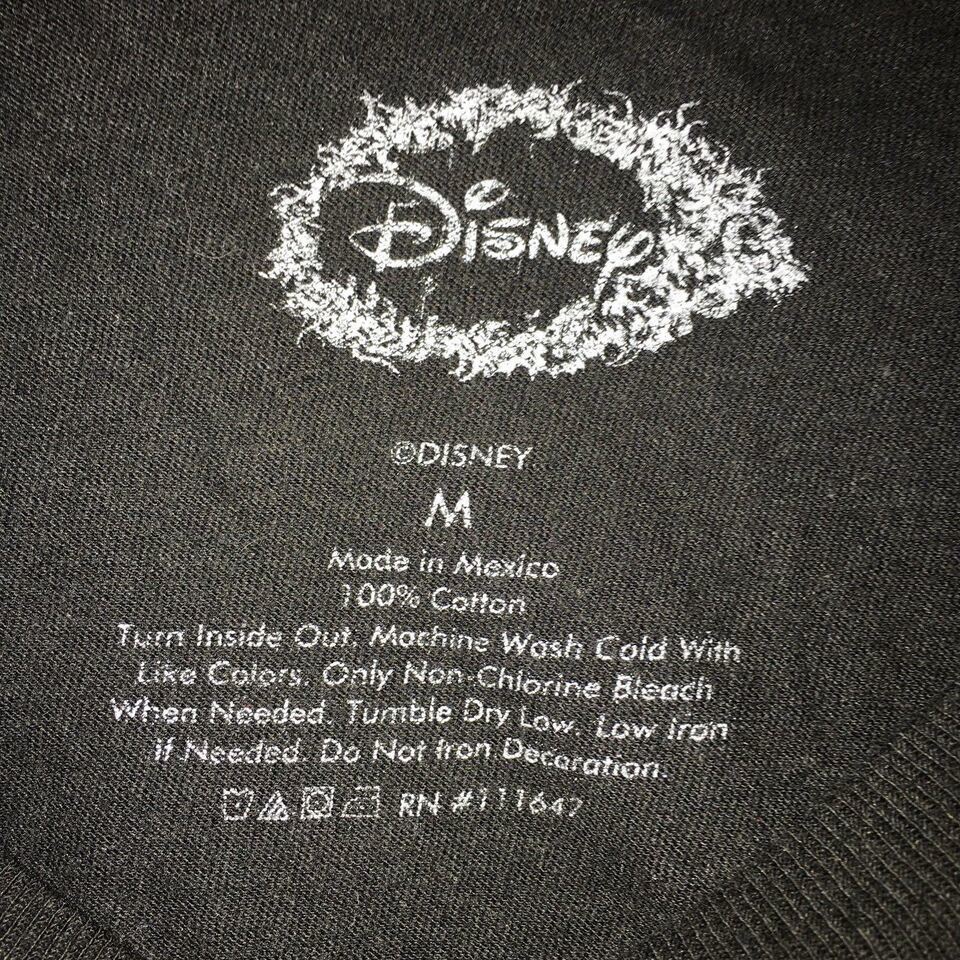 Disney
©DISNEY
M
Made in Mexico
100% Cotton
Turn Inside Out. Machine Wash Cold With
Like Colors. Only Non-Chlorine Bleach
When Needed. Tumble Dry Low. Low Iron
If Needed. Do Not Iron Decoration.
RN #111647